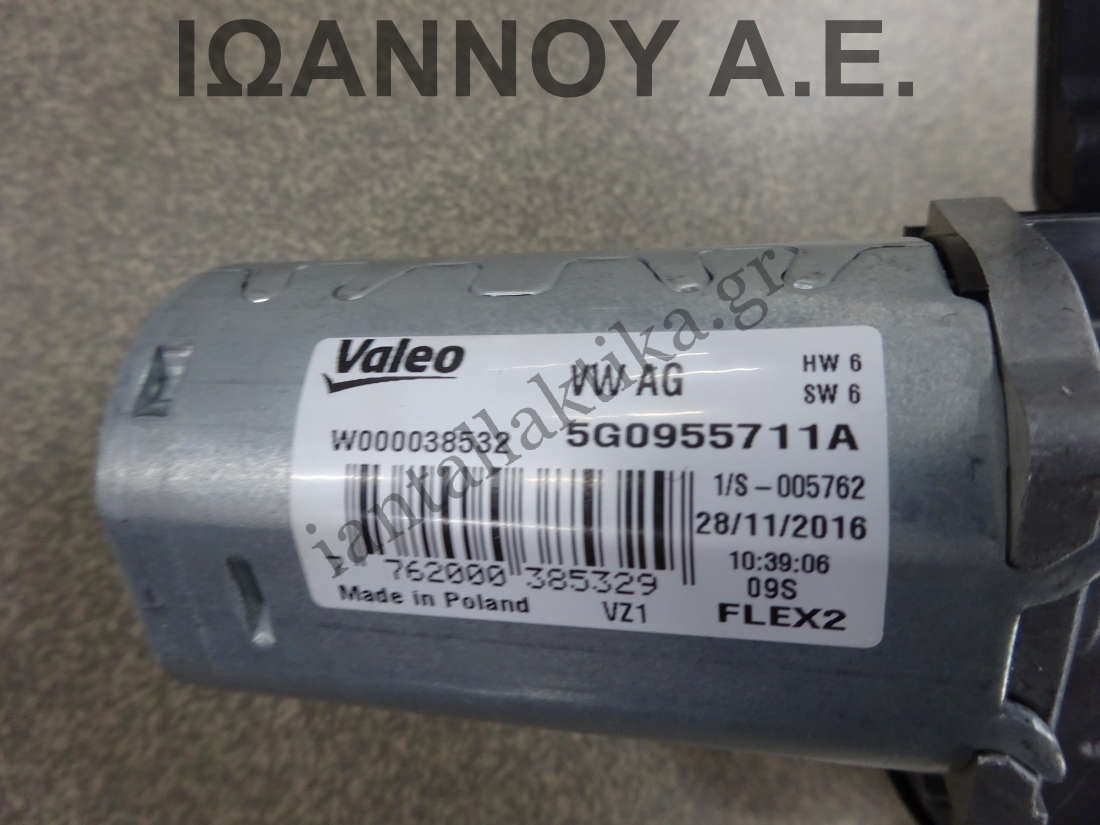 ΙΩΑΝΝΟΥ Α.Ε.
Valeo
VW AG
HW 6
SW 6
W000038532
5G0955711A
1/S - 005762
28/11/2016
10:39:06
09S
FLEX2
762000 385329
Made in Poland
VZ1
iantallaktika.gr